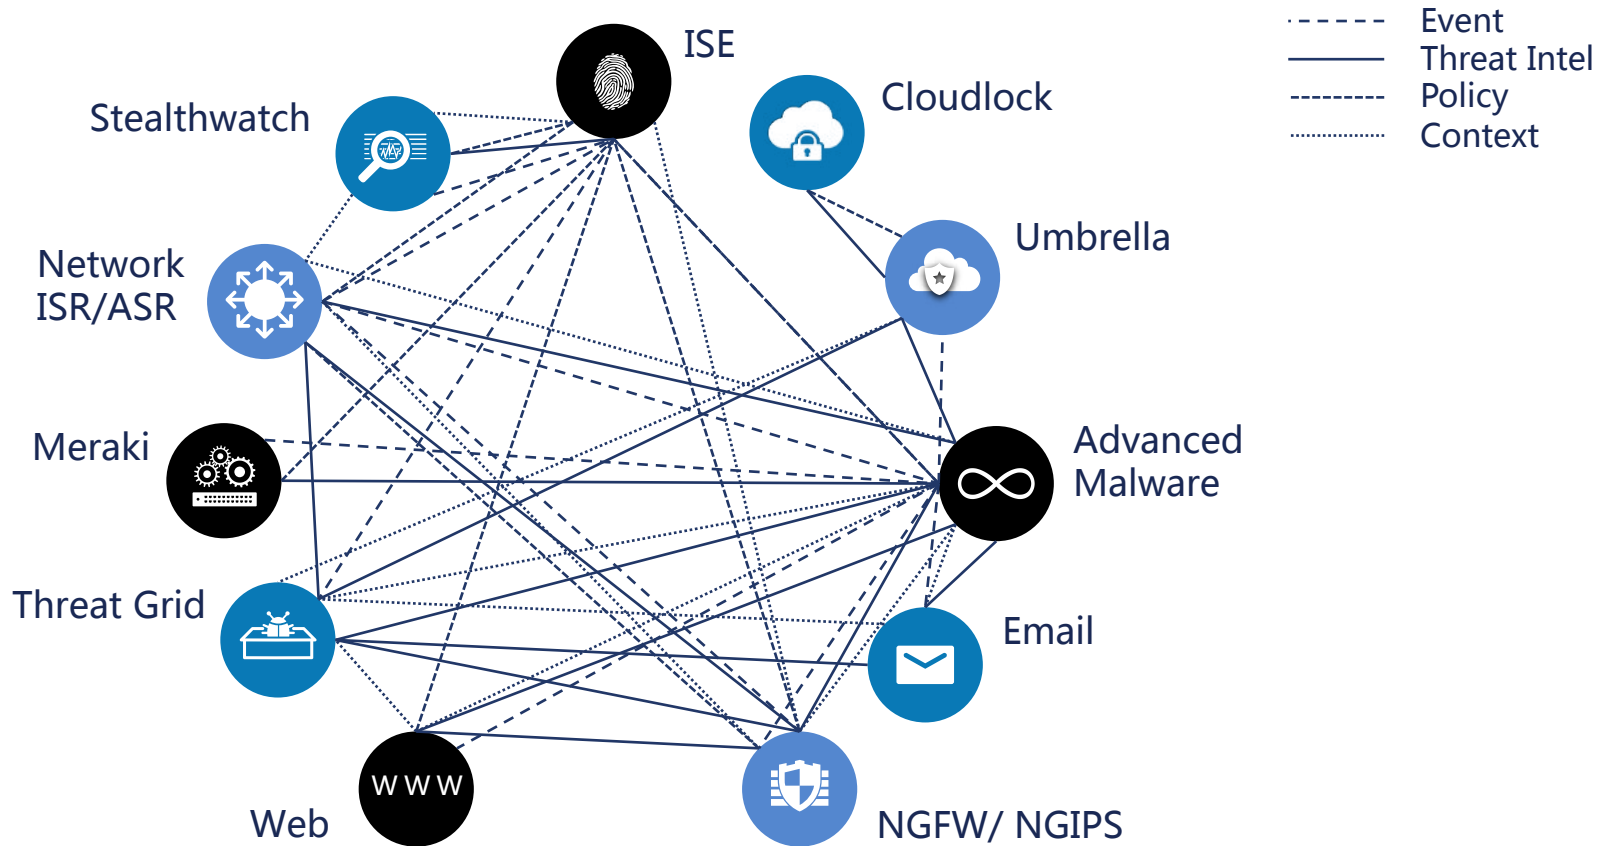 ISE
Event
Threat Intel
Policy
Context
Cloudlock
Stealthwatch
Umbrella
Network
ISR/ASR
Meraki
Advanced
Malware
Threat Grid
Email
W W W
Web
NGFW/ NGIPS